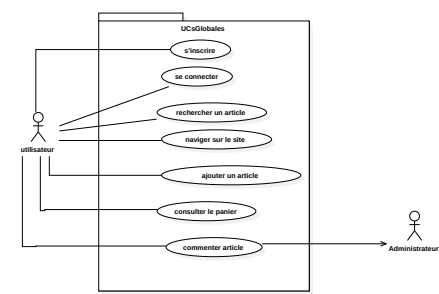 UCsGlobales
s'inscrire
se connecter
rechercher un article
utilisateur
naviger sur le site
ajouter un article
consulter le panier
commenter article
Administrateur